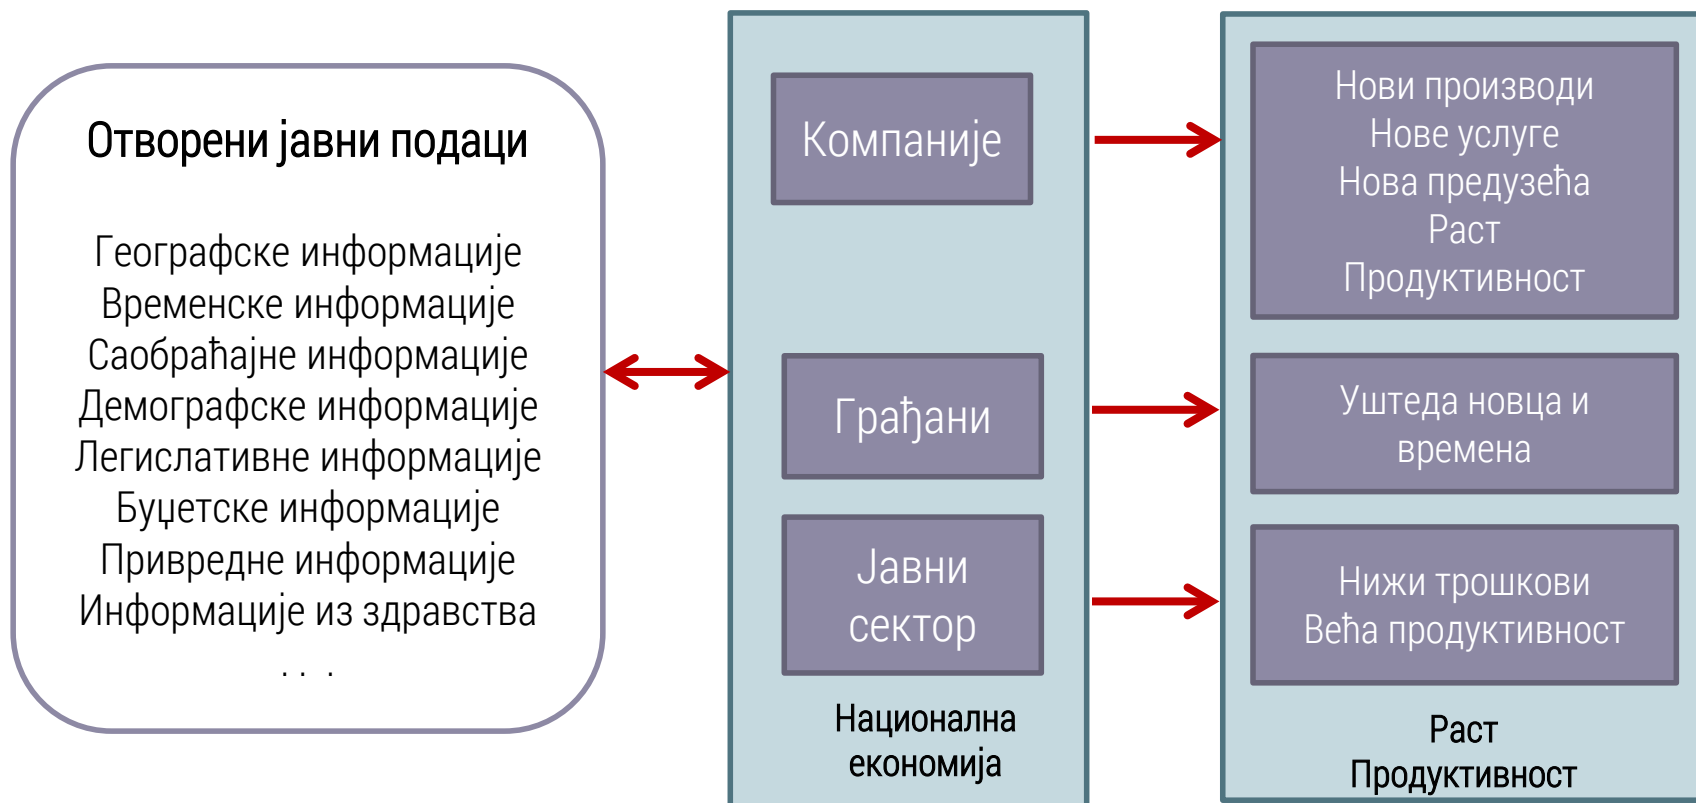 Отворени јавни подаци
Географске информације
Временске информације
Саобраћајне информације
Демографске информације
Легислативне информације
Буџетске информације
Привредне информације
Информације из здравства
. . .
Компаније
Грађани
Јавни
сектор
Национална
економија
Нови производи
Нове услуге
Нова предузећа
Раст
Продуктивност
Уштеда новца и
времена
Нижи трошкови
Већа продуктивност
Раст
Продуктивност